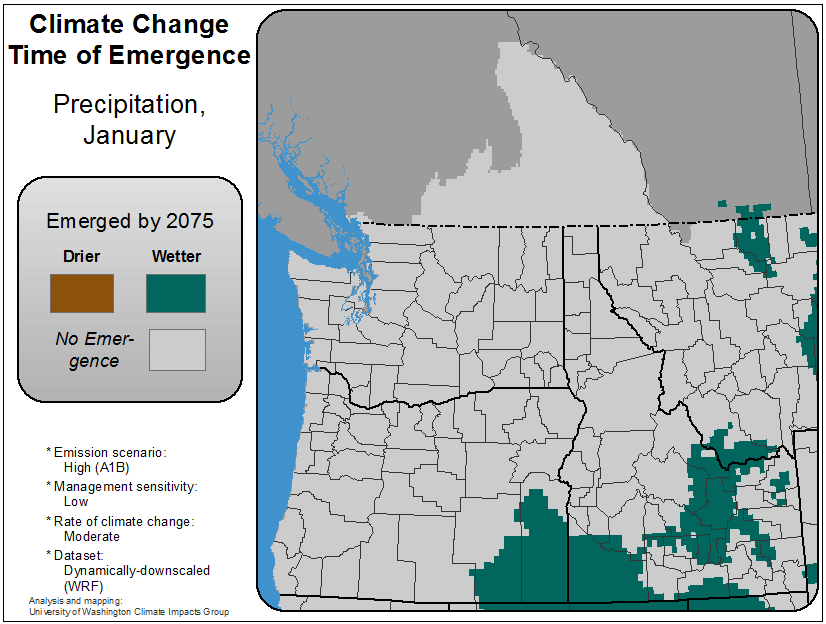 Climate Change
Time of Emergence
Precipitation,
January
Emerged by 2075
Drier
Wetter
No Emer-
gence
* Emission scenario:
High (A1B)
* Management sensitivity:
Low
* Rate of climate change:
Moderate
* Dataset:
Dynamically-downscaled
(WRF)
Analysis and mapping:
University of Washington Climate Impacts Group